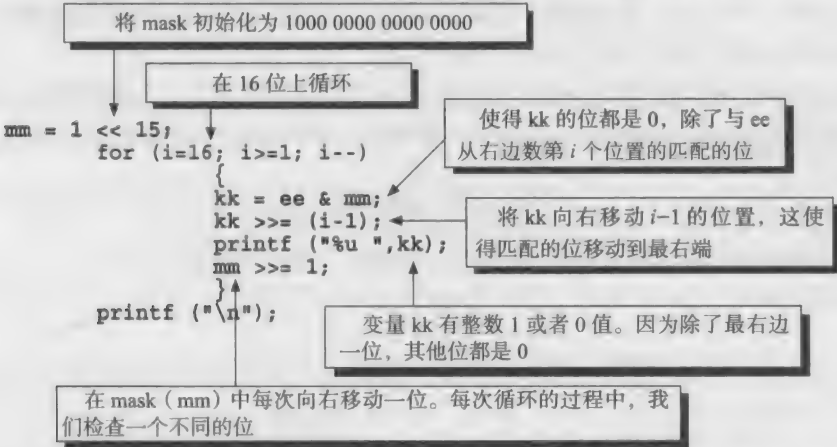 将 mask 初始化为 1000 0000 0000 0000
在 16 位上循环
mm = 1 << 15;
for (i=16; i>=1; i--)
{
kk = ee & mm;
kk >>= (i-1);
printf ("%u ",kk);
mm >>= 1;
}
printf ("\n");
使得 kk 的位都是 0，除了与 ee
从右边数第 i 个位置的匹配的位
将 kk 向右移动 i−1 的位置，这使
得匹配的位移动到最右端
变量 kk 有整数 1 或者 0 值。因为除了最右边
一位，其他位都是 0
在 mask（mm）中每次向右移动一位。每次循环的过程中，我
们检查一个不同的位